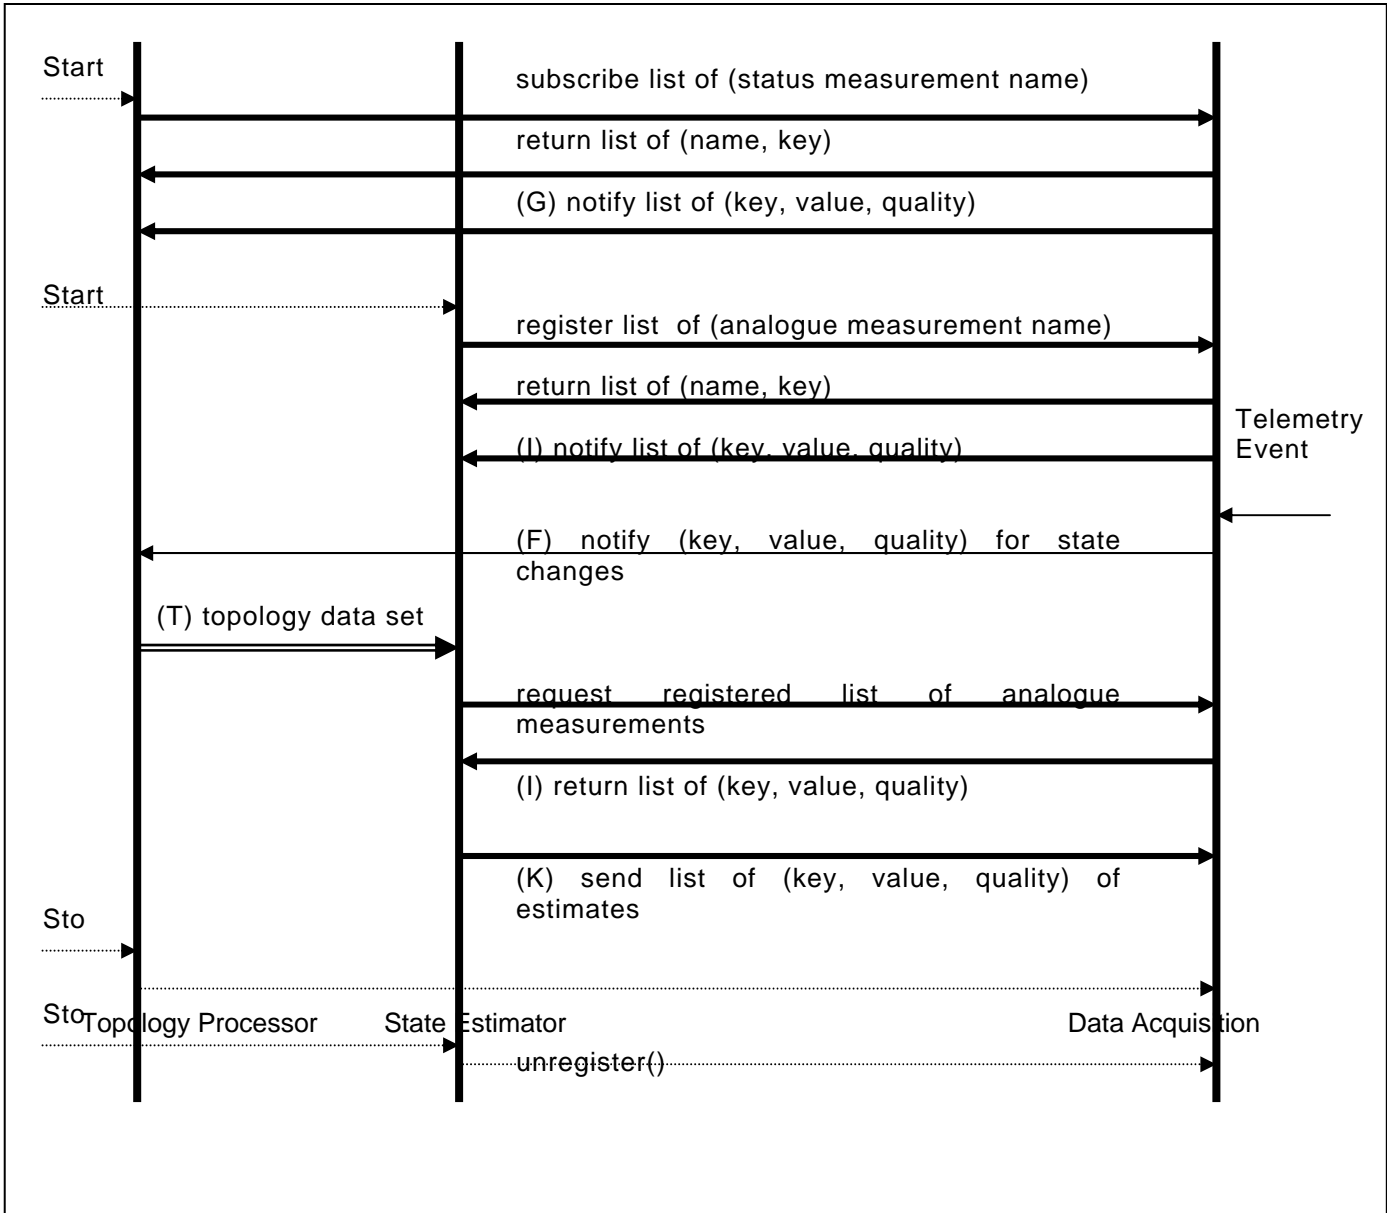 Start
subscribe list of (status measurement name)
return list of (name, key)
(G) notify list of (key, value, quality)
Start
register list of (analogue measurement name)
return list of (name, key)
Telemetry
Event
(I) notify list of (key, value, quality)
(F) notify (key, value, quality) for state
changes
(T) topology data set
request registered list of analogue
measurements
(I) return list of (key, value, quality)
(K) send list of (key, value, quality) of
estimates
Sto
Sto
Topology Processor
State Estimator
Data Acquisition
unregister()